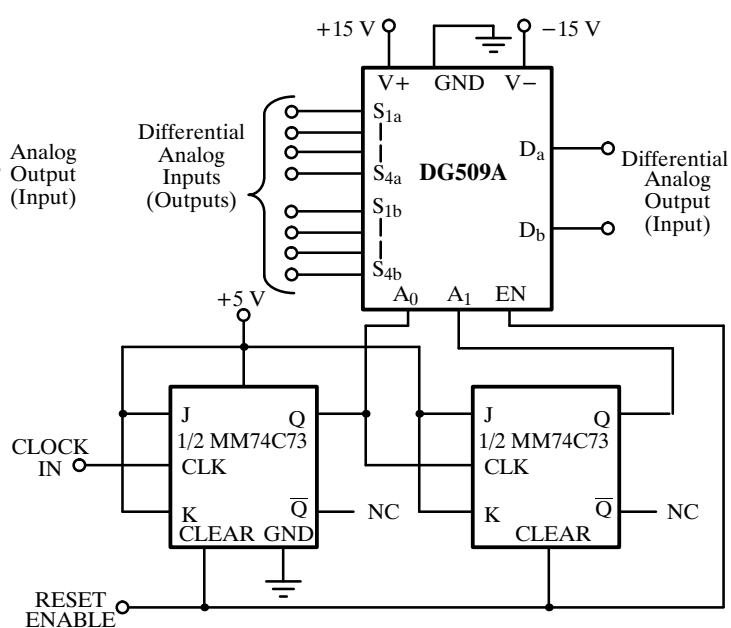 +15 V
−15 V
V+ GND V−
Analog
Output
(Input)
Differential
Analog
Inputs
(Outputs)
S1a
S4a
S1b
S4b
DG509A
Da
Db
Differential
Analog
Output
(Input)
A0 A1 EN
+5 V
J
Q
1/2 MM74C73
CLK
K
Q̅
NC
CLEAR GND
CLOCK
IN
J
Q
1/2 MM74C73
CLK
K
Q̅
NC
CLEAR
RESET
ENABLE